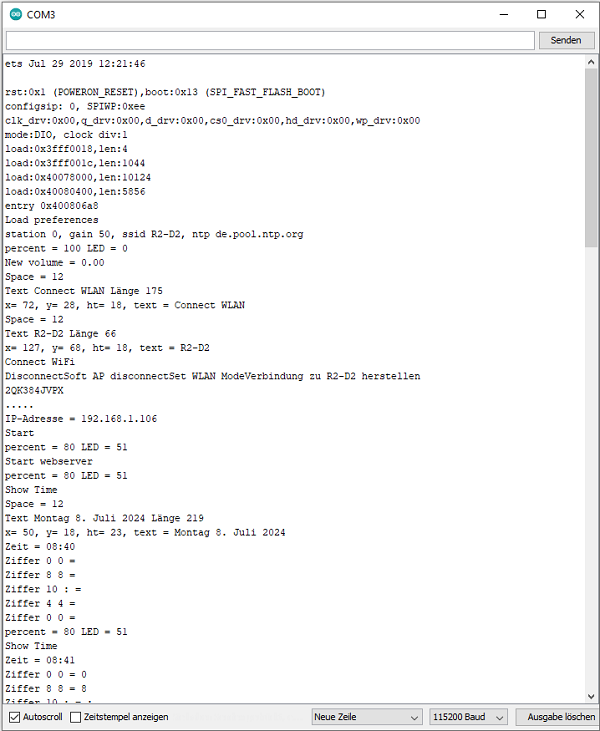 COM3
Senden
ets Jul 29 2019 12:21:46
rst:0x1 (POWERON_RESET),boot:0x13 (SPI_FAST_FLASH_BOOT)
configsip: 0, SPIWP:0xee
clk_drv:0x00,q_drv:0x00,d_drv:0x00,cs0_drv:0x00,hd_drv:0x00,wp_drv:0x00
mode:DIO, clock div:1
load:0x3fff0018,len:4
load:0x3fff001c,len:1044
load:0x40078000,len:10124
load:0x40080400,len:5856
entry 0x400806a8
Load preferences
station 0, gain 50, ssid R2-D2, ntp de.pool.ntp.org
percent = 100 LED = 0
New volume = 0.00
Space = 12
Text Connect WLAN Länge 175
x= 72, y= 28, ht= 18, text = Connect WLAN
Space = 12
Text R2-D2 Länge 66
x= 127, y= 68, ht= 18, text = R2-D2
Connect WiFi
DisconnectSoft AP disconnectSet WLAN ModeVerbindung zu R2-D2 herstellen
2QK384JVPX
.....
IP-Adresse = 192.168.1.106
Start
percent = 80 LED = 51
Start webserver
percent = 80 LED = 51
Show Time
Space = 12
Text Montag 8. Juli 2024 Länge 219
x= 50, y= 18, ht= 23, text = Montag 8. Juli 2024
Zeit = 08:40
Ziffer 0 0 =
Ziffer 8 8 =
Ziffer 10 : =
Ziffer 4 4 =
Ziffer 0 0 =
percent = 80 LED = 51
Show Time
Zeit = 08:41
Ziffer 0 0 = 0
Ziffer 8 8 = 8
Ziffer 10 : = :
Autoscroll Zeitstempel anzeigen Neue Zeile 115200 Baud Ausgabe löschen